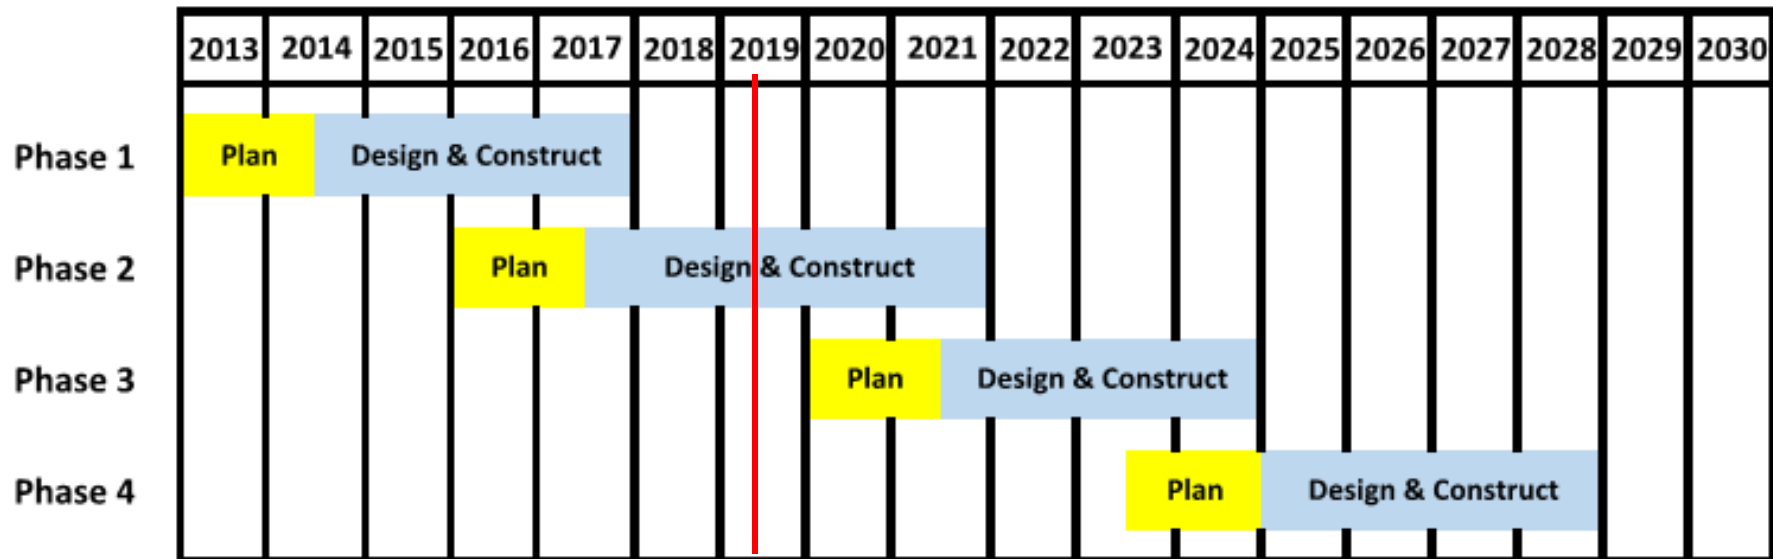 2013 2014 2015 2016 2017 2018 2019 2020 2021 2022 2023 2024 2025 2026 2027 2028 2029 2030
Phase 1 Plan Design & Construct
Phase 2 Plan Design & Construct
Phase 3 Plan Design & Construct
Phase 4 Plan Design & Construct